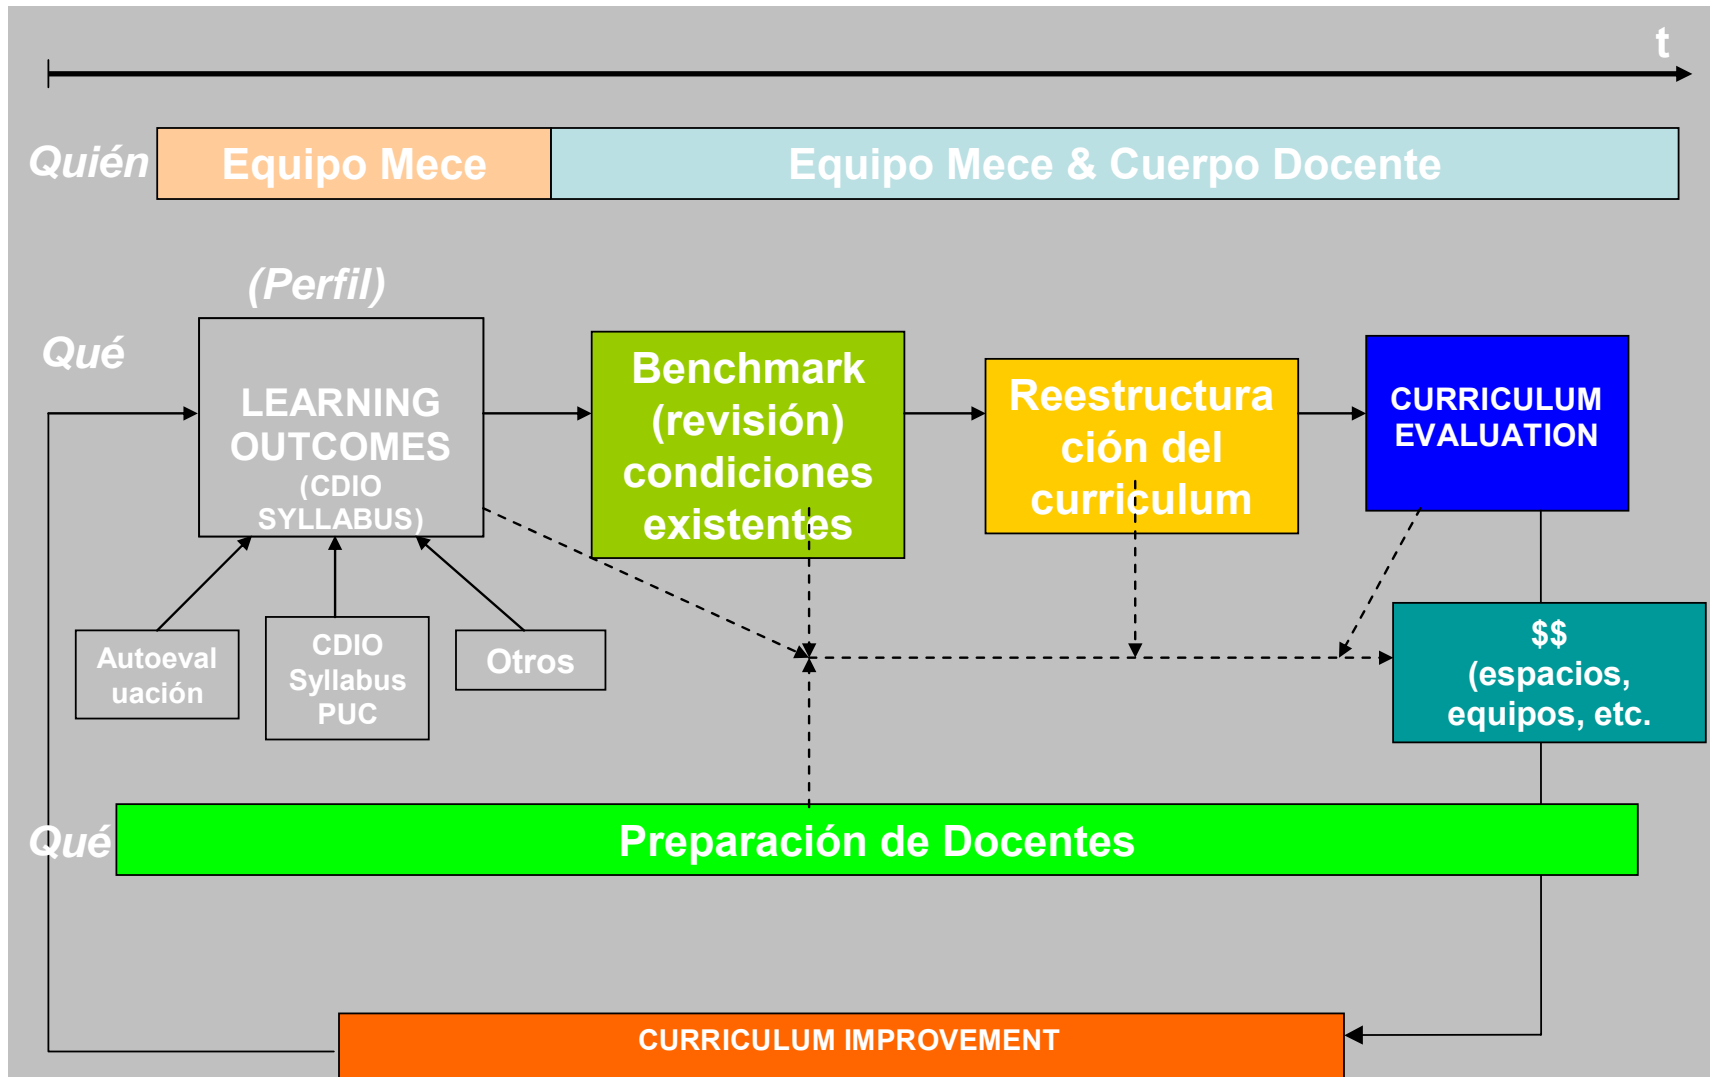 t
Quién
Equipo Mece
Equipo Mece & Cuerpo Docente
(Perfil)
Qué
LEARNING
OUTCOMES
(CDIO
SYLLABUS)
Benchmark
(revisión)
condiciones
existentes
Reestructura
ción del
curriculum
CURRICULUM
EVALUATION
Autoeval
uación
CDIO
Syllabus
PUC
Otros
$$
(espacios,
equipos, etc.
Qué
Preparación de Docentes
CURRICULUM IMPROVEMENT